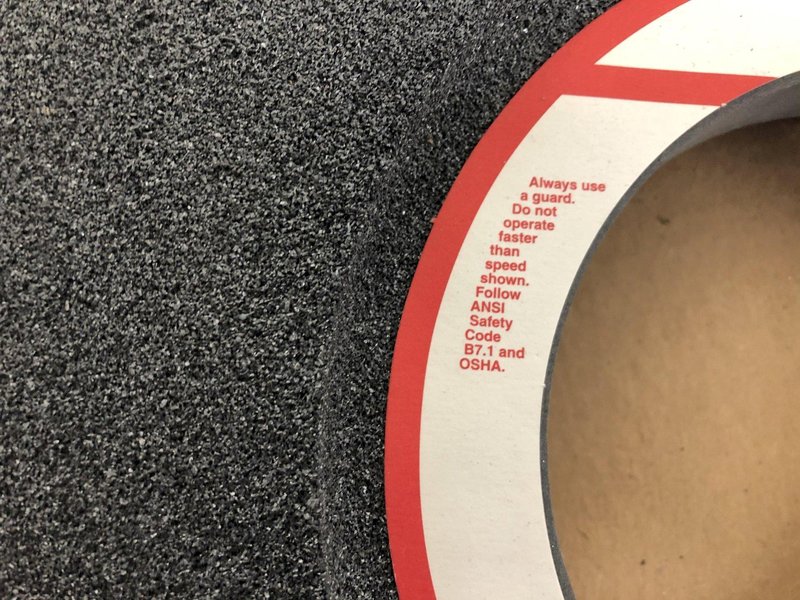 Always use
a guard.
Do not
operate
faster
than
speed
shown.
Follow
ANSI
Safety
Code
B7.1 and
OSHA.